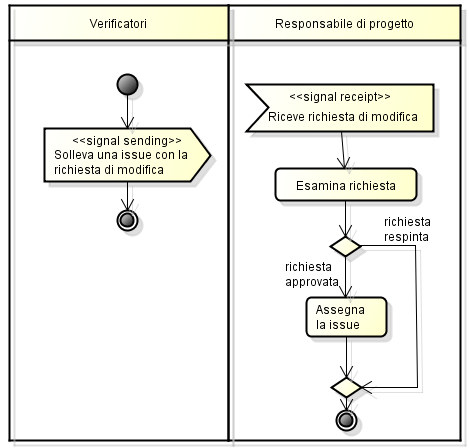 Verificatori
Responsabile di progetto
<<signal sending>>
Solleva una issue con la
richiesta di modifica
<<signal receipt>>
Riceve richiesta di modifica
Esamina richiesta
richiesta
respinta
richiesta
approvata
Assegna
la issue